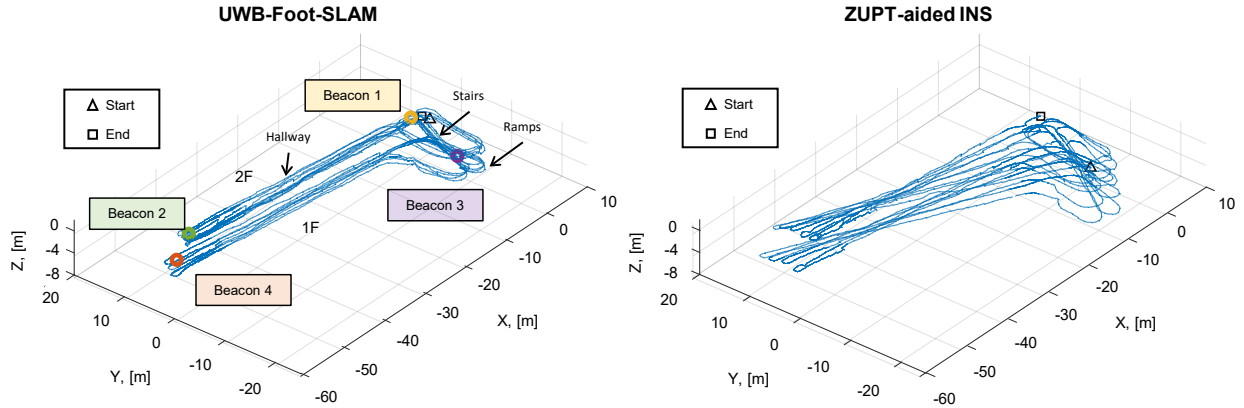 UWB-Foot-SLAM
Start
End
Beacon 1
Stairs
Hallway
Ramps
2F
Beacon 2
Beacon 3
1F
Beacon 4
Z, [m]
0
-4
-8
20
10
0
-10
-20
Y, [m]
-60
-50
-40
-30
-20
-10
0
10
X, [m]
ZUPT-aided INS
Start
End
Z, [m]
0
-4
-8
20
10
0
-10
-20
Y, [m]
-60
-50
-40
-30
-20
-10
0
10
X, [m]